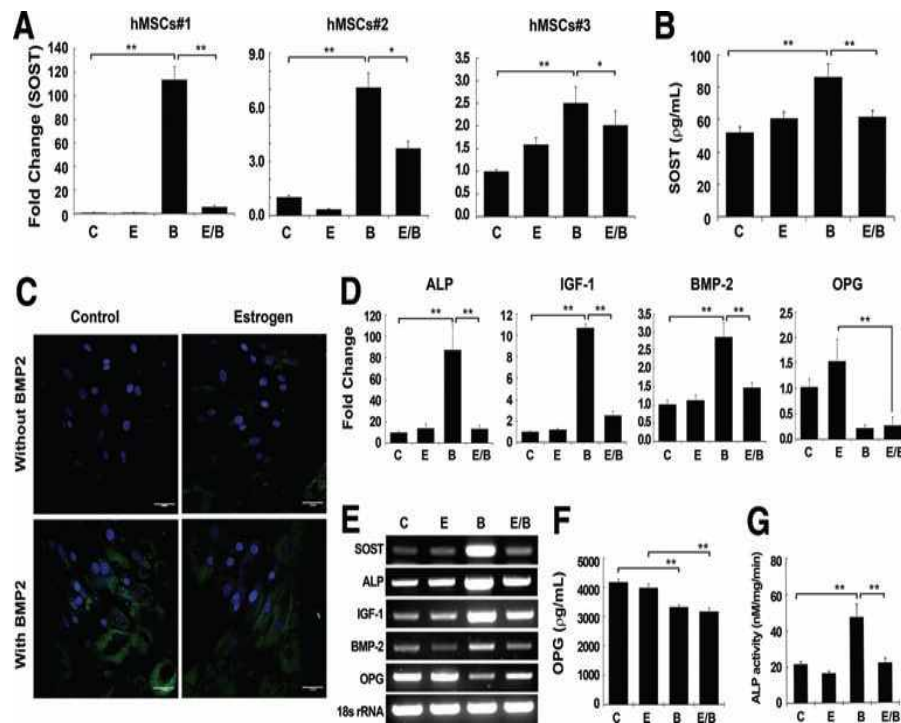 A
hMSCs#1
hMSCs#2
hMSCs#3
B
Fold Change (SOST)
140
120
100
80
60
40
20
0
**
**
C E B E/B
9.0
6.0
3.0
0.0
**
*
C E B E/B
3.5
3.0
2.5
2.0
1.5
1.0
0.5
0.0
**
*
C E B E/B
SOST (ρg/mL)
100
80
60
40
20
0
**
**
C E B E/B
C
Control
Estrogen
Without BMP2
With BMP2
D
ALP
IGF-1
BMP-2
OPG
Fold Change
120
100
80
60
40
20
0
**
**
C E B E/B
12
10
8
6
4
2
0
**
**
C E B E/B
3.5
3.0
2.5
2.0
1.5
1.0
0.5
0.0
**
**
C E B E/B
2.5
2.0
1.5
1.0
0.5
0.0
**
C E B E/B
E
C E B E/B
SOST
ALP
IGF-1
BMP-2
OPG
18s rRNA
F
OPG (ρg/mL)
5000
4000
3000
2000
1000
0
**
**
C E B E/B
G
ALP activity (nM/mg/min)
80
60
40
20
0
**
**
C E B E/B